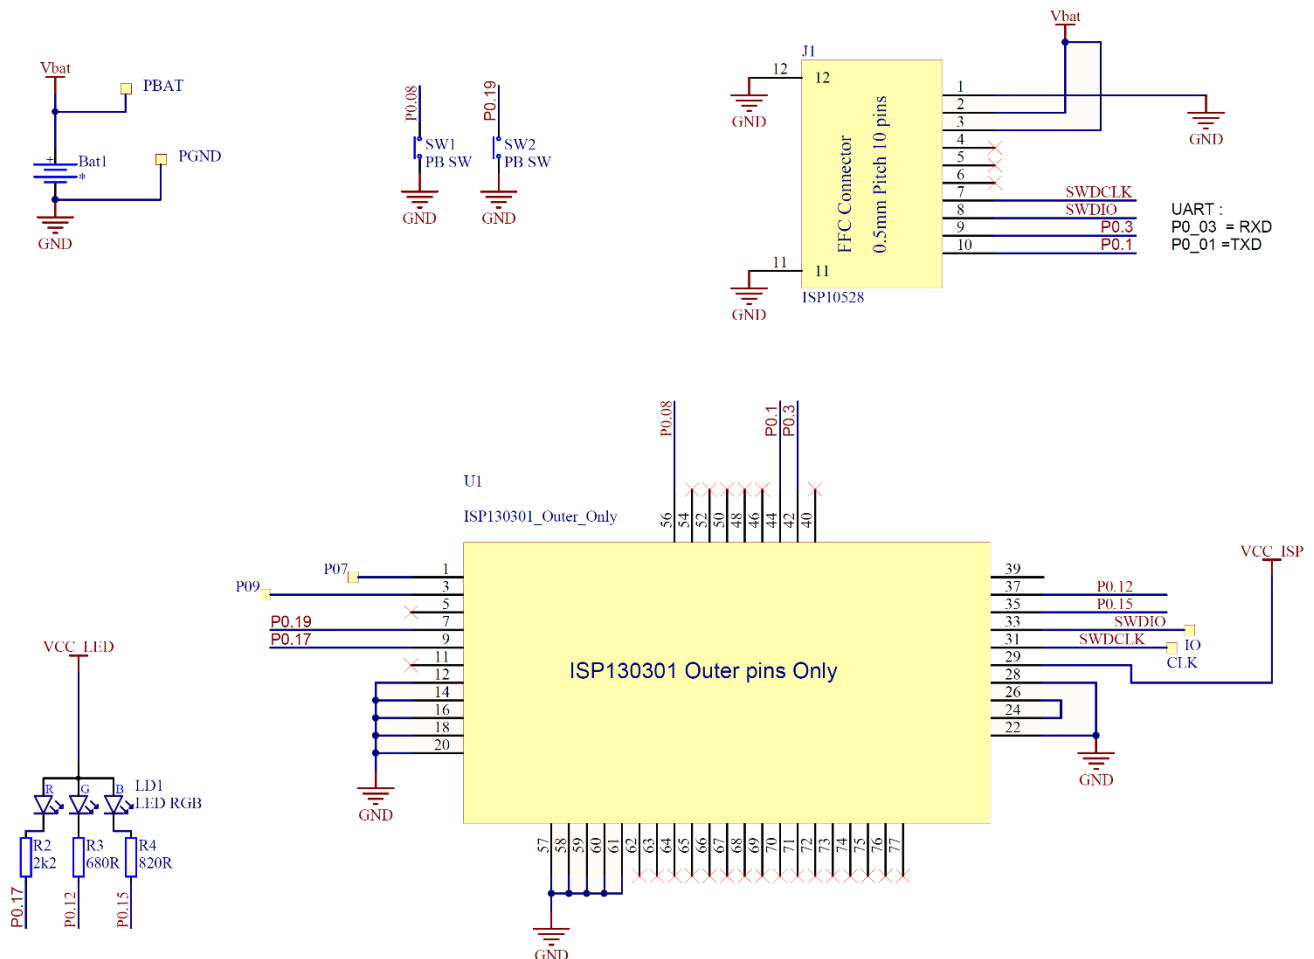 Vbat
PBAT
+
Bat1
*
PGND
GND
P0.08
SW1
PB SW
GND
P0.19
SW2
PB SW
GND
Vbat
J1
12
12
GND
FFC Connector
0.5mm Pitch 10 pins
1
2
3
4
5
6
7
8
9
10
GND
SWDCLK
SWDIO
P0.3
P0.1
UART :
P0_03 = RXD
P0_01 =TXD
11
11
GND
ISP10528
P0.08
P0.1
P0.3
U1
ISP130301_Outer_Only
56
54
52
50
48
46
44
42
40
P07
P09
P0.19
P0.17
1
3
5
7
9
11
12
14
16
18
20
GND
ISP130301 Outer pins Only
39
37
35
33
31
29
28
26
24
22
P0.12
P0.15
SWDIO
IO
SWDCLK
CLK
VCC_ISP
GND
57
58
59
60
61
62
63
64
65
66
67
68
69
70
71
72
73
74
75
76
77
GND
VCC_LED
R
G
B
LD1
LED RGB
R2
2k2
R3
680R
R4
820R
P0.17
P0.12
P0.15